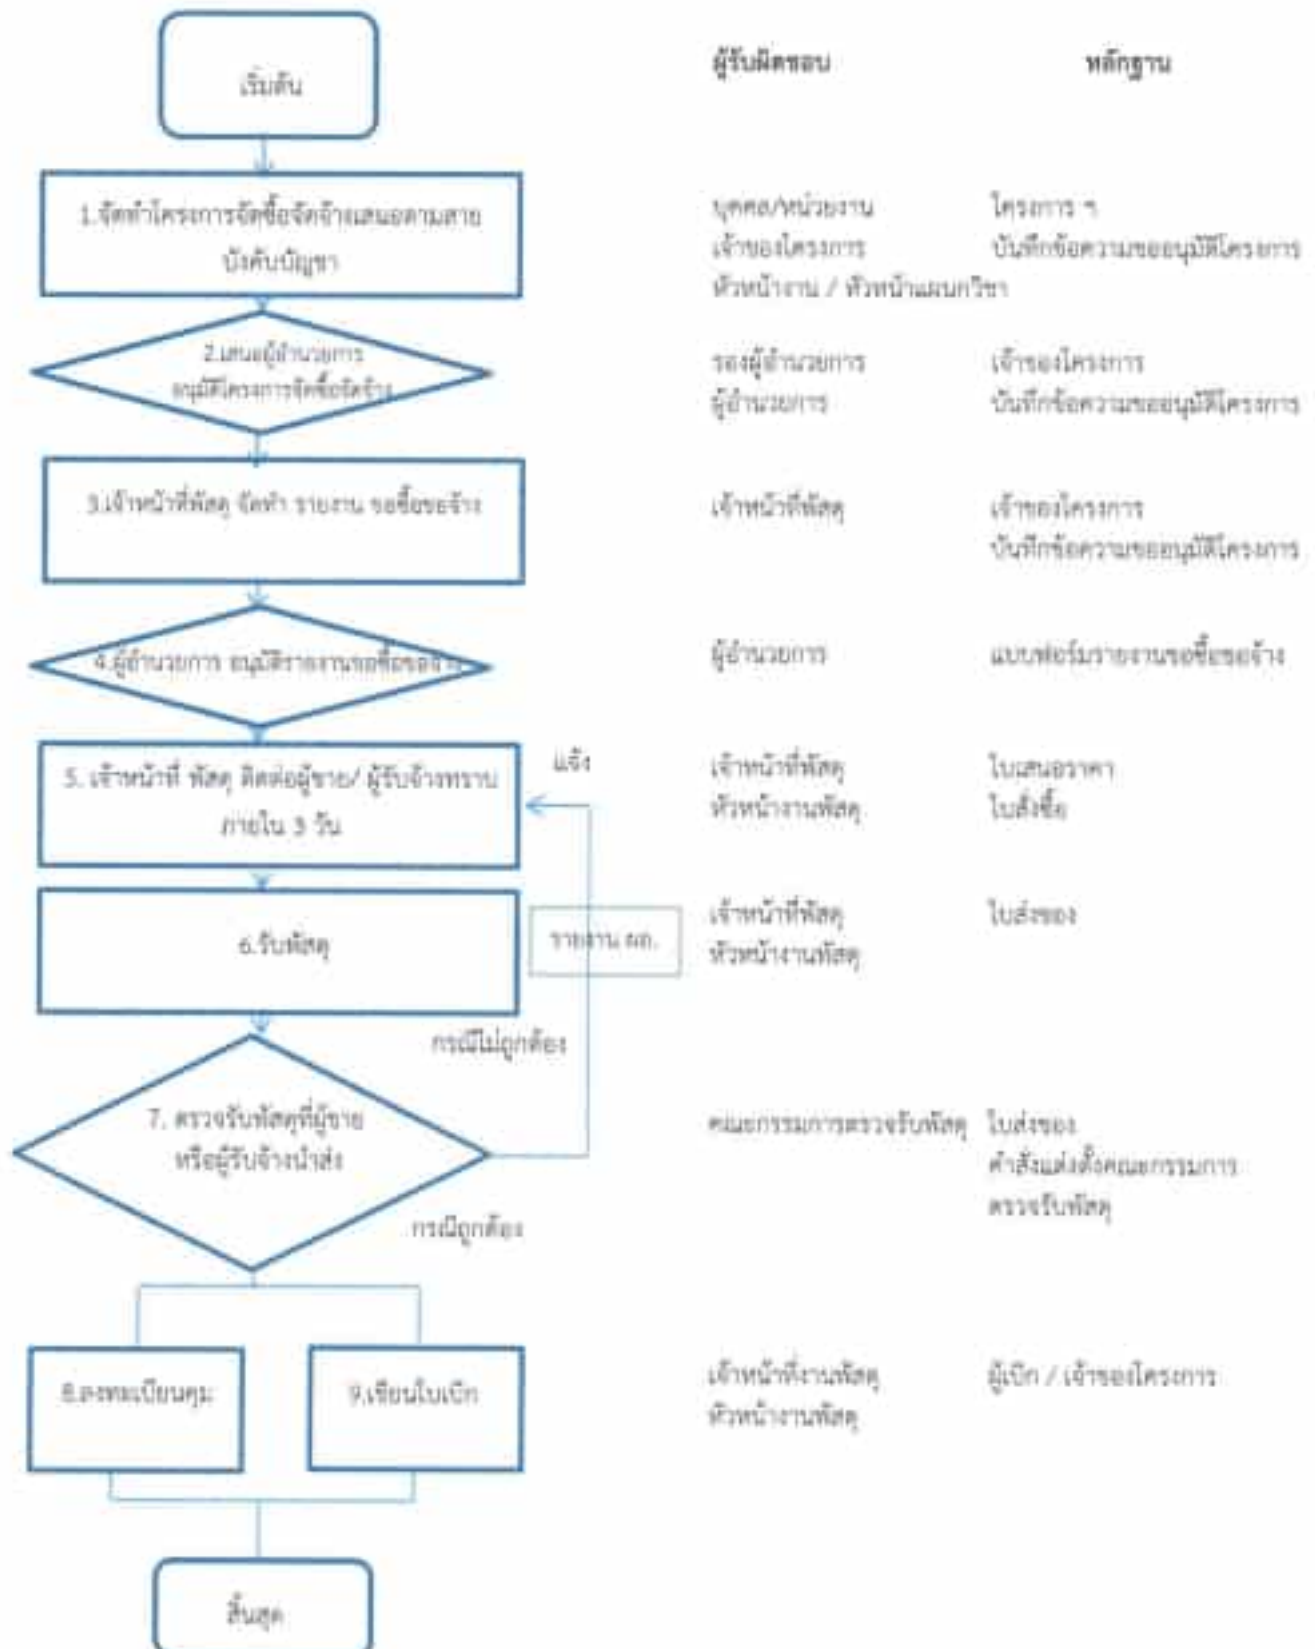 ผู้รับผิดชอบ หลักฐาน
เริ่มต้น
1.จัดทำโครงการจัดซื้อจัดจ้างเสนอตามสาย
บังคับบัญชา
บุคคล/หน่วยงาน โครงการ ฯ
เจ้าของโครงการ บันทึกข้อความขออนุมัติโครงการ
หัวหน้างาน / หัวหน้าแผนกวิชา
2.เสนอผู้อำนวยการ
อนุมัติโครงการจัดซื้อจัดจ้าง
รองผู้อำนวยการ เจ้าของโครงการ
ผู้อำนวยการ บันทึกข้อความขออนุมัติโครงการ
3.เจ้าหน้าที่พัสดุ จัดทำ รายงาน ขอซื้อขอจ้าง
เจ้าหน้าที่พัสดุ เจ้าของโครงการ
บันทึกข้อความขออนุมัติโครงการ
4.ผู้อำนวยการ อนุมัติรายงานขอซื้อขอจ้าง
ผู้อำนวยการ แบบฟอร์มรายงานขอซื้อขอจ้าง
5. เจ้าหน้าที่ พัสดุ ติดต่อผู้ขาย/ ผู้รับจ้างทราบ
ภายใน 3 วัน
แจ้ง
เจ้าหน้าที่พัสดุ ใบเสนอราคา
หัวหน้างานพัสดุ ใบสั่งซื้อ
6.รับพัสดุ
รายงาน ผอ.
เจ้าหน้าที่พัสดุ ใบส่งของ
หัวหน้างานพัสดุ
กรณีไม่ถูกต้อง
7. ตรวจรับพัสดุที่ผู้ขาย
หรือผู้รับจ้างนำส่ง
คณะกรรมการตรวจรับพัสดุ ใบส่งของ
คำสั่งแต่งตั้งคณะกรรมการ
ตรวจรับพัสดุ
กรณีถูกต้อง
8.ลงทะเบียนคุม
9.เขียนใบเบิก
เจ้าหน้าที่งานพัสดุ ผู้เบิก / เจ้าของโครงการ
หัวหน้างานพัสดุ
สิ้นสุด